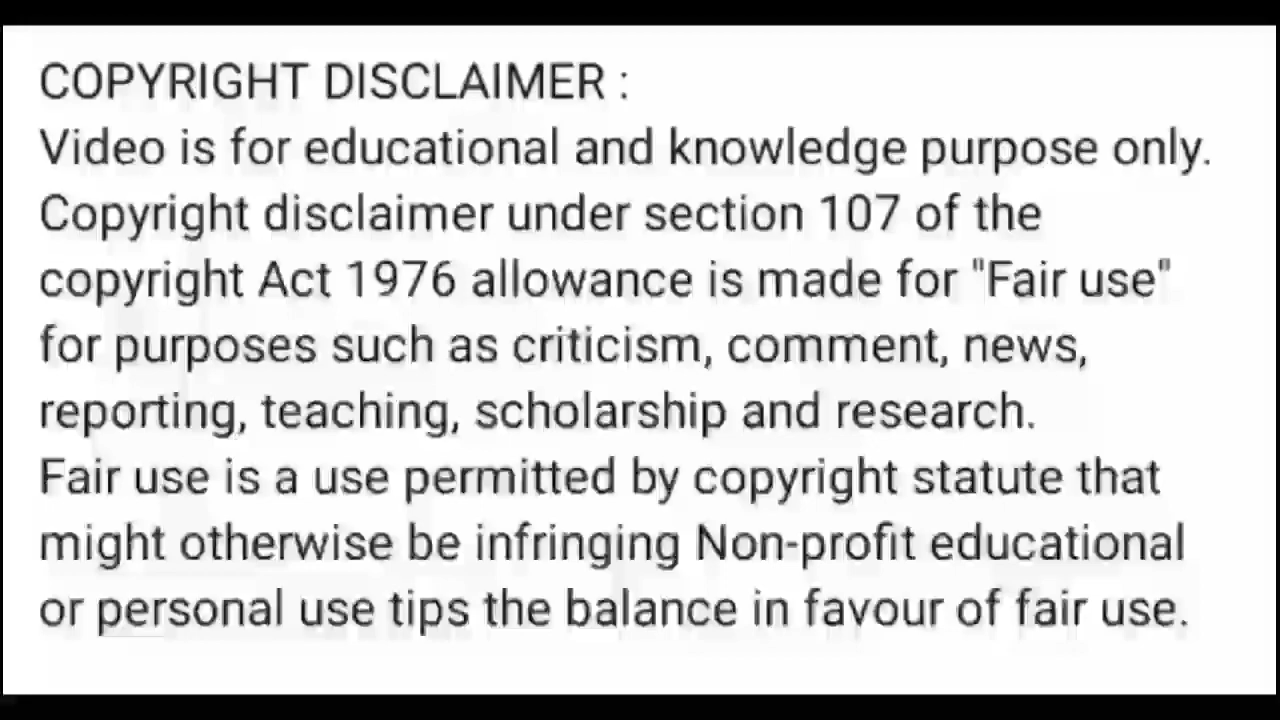 COPYRIGHT DISCLAIMER :
Video is for educational and knowledge purpose only.
Copyright disclaimer under section 107 of the
copyright Act 1976 allowance is made for "Fair use"
for purposes such as criticism, comment, news,
reporting, teaching, scholarship and research.
Fair use is a use permitted by copyright statute that
might otherwise be infringing Non-profit educational
or personal use tips the balance in favour of fair use.